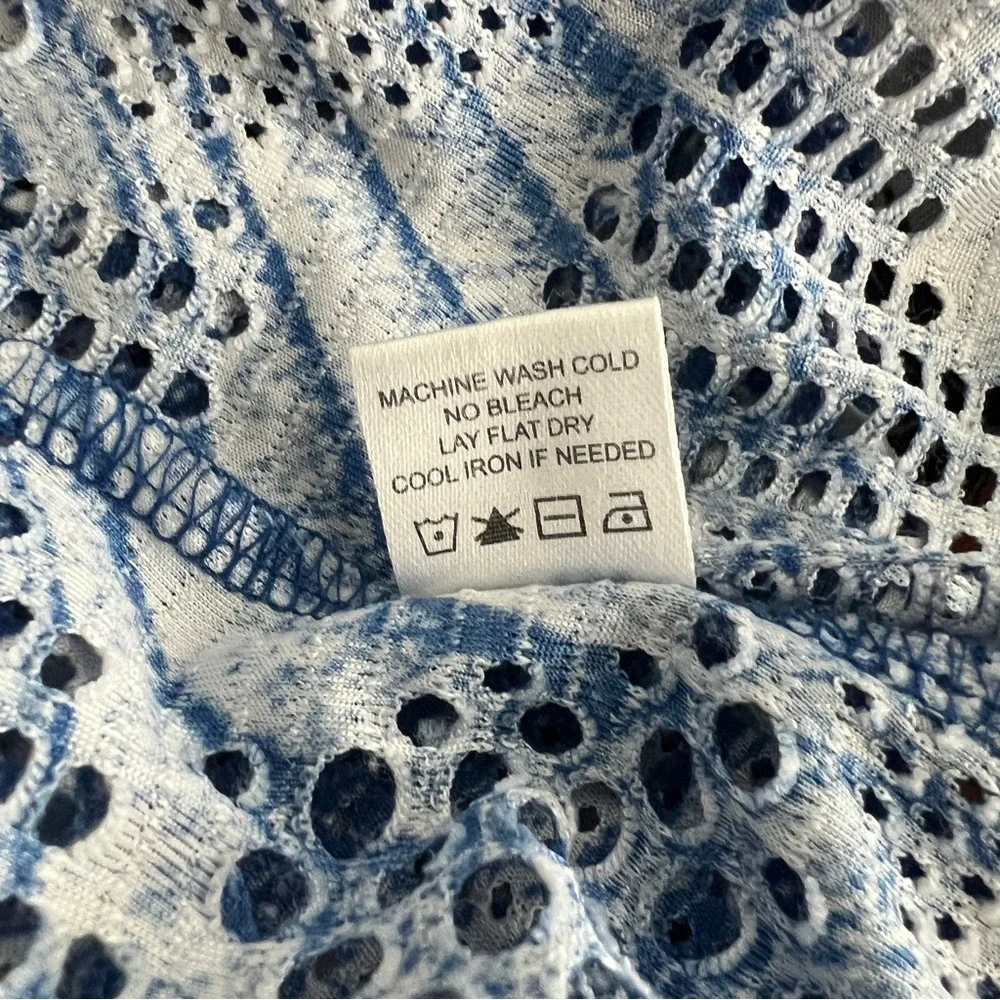 MACHINE WASH COLD
NO BLEACH
LAY FLAT DRY
COOL IRON IF NEEDED